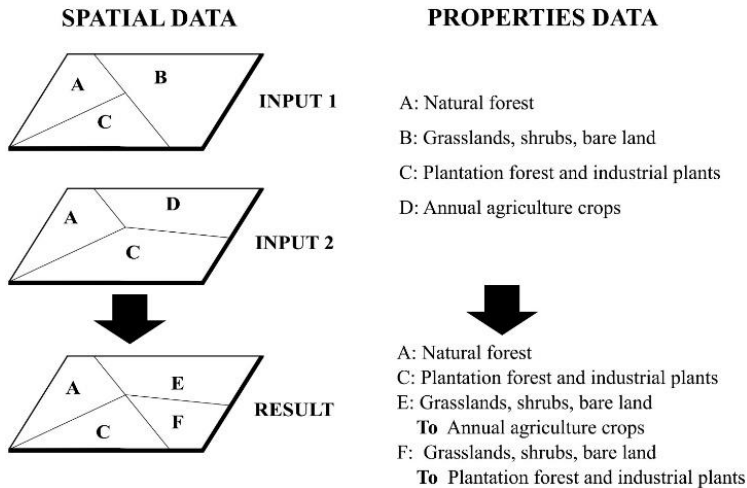 SPATIAL DATA
A
B
C
INPUT 1
A
D
C
INPUT 2
A
E
C
F
RESULT
PROPERTIES DATA
A: Natural forest
B: Grasslands, shrubs, bare land
C: Plantation forest and industrial plants
D: Annual agriculture crops
A: Natural forest
C: Plantation forest and industrial plants
E: Grasslands, shrubs, bare land
To Annual agriculture crops
F: Grasslands, shrubs, bare land
To Plantation forest and industrial plants